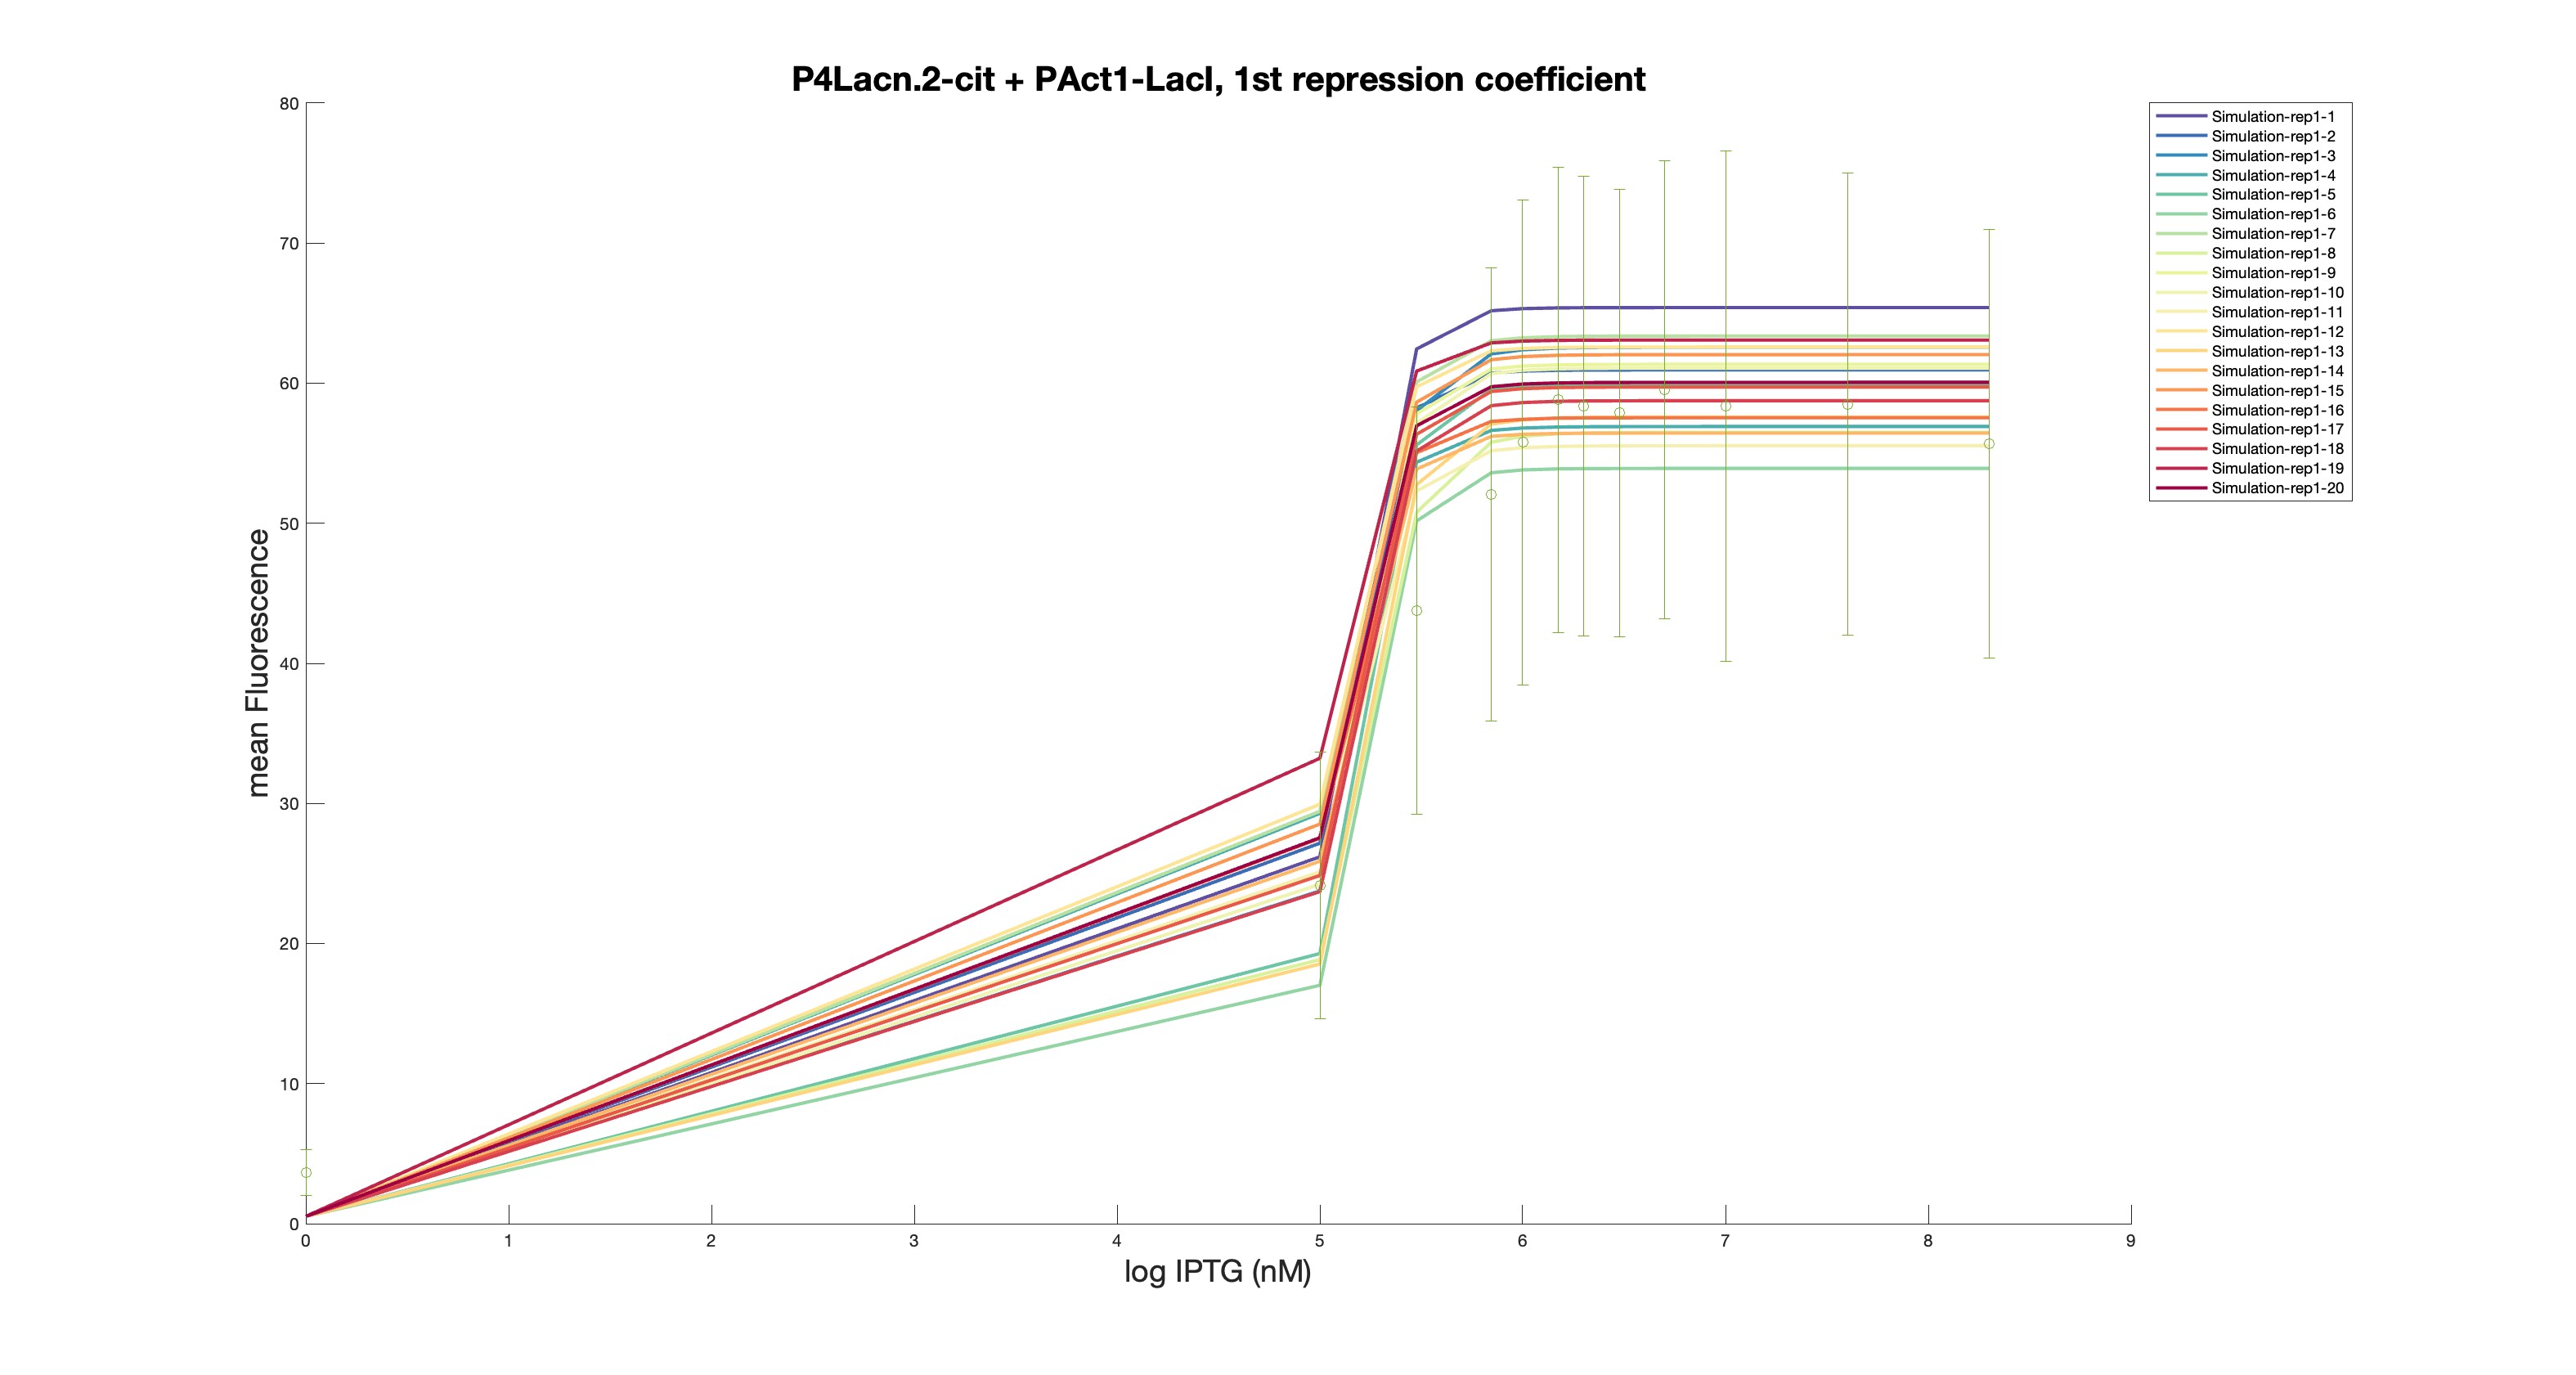 P4Lacn.2-cit + PAct1-LacI, 1st repression coefficient
80
70
60
50
40
30
20
10
0
mean Fluorescence
0 1 2 3 4 5 6 7 8 9
log IPTG (nM)
Simulation-rep1-1
Simulation-rep1-2
Simulation-rep1-3
Simulation-rep1-4
Simulation-rep1-5
Simulation-rep1-6
Simulation-rep1-7
Simulation-rep1-8
Simulation-rep1-9
Simulation-rep1-10
Simulation-rep1-11
Simulation-rep1-12
Simulation-rep1-13
Simulation-rep1-14
Simulation-rep1-15
Simulation-rep1-16
Simulation-rep1-17
Simulation-rep1-18
Simulation-rep1-19
Simulation-rep1-20